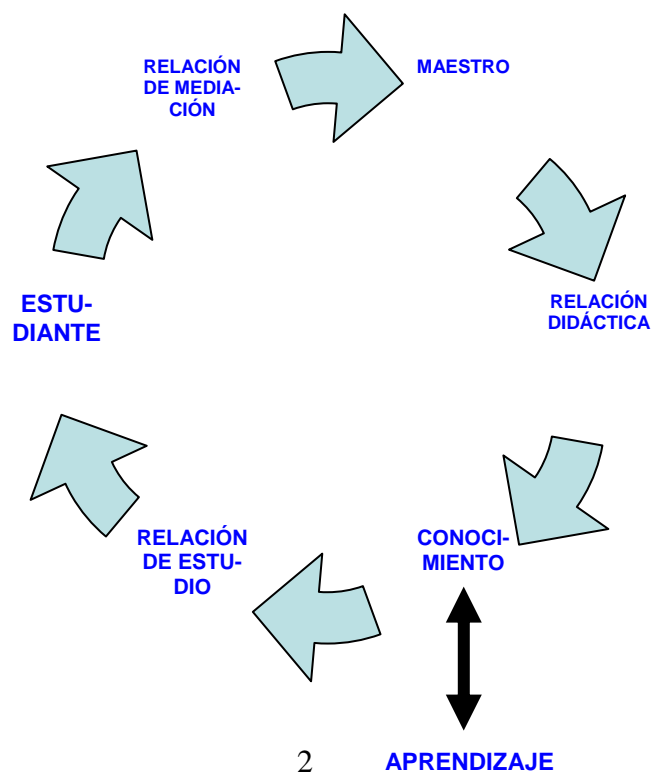 RELACIÓN
DE MEDIA-
CIÓN
MAESTRO
RELACIÓN
DIDÁCTICA
ESTU-
DIANTE
RELACIÓN
DE ESTU-
DIO
CONOCI-
MIENTO
2
APRENDIZAJE